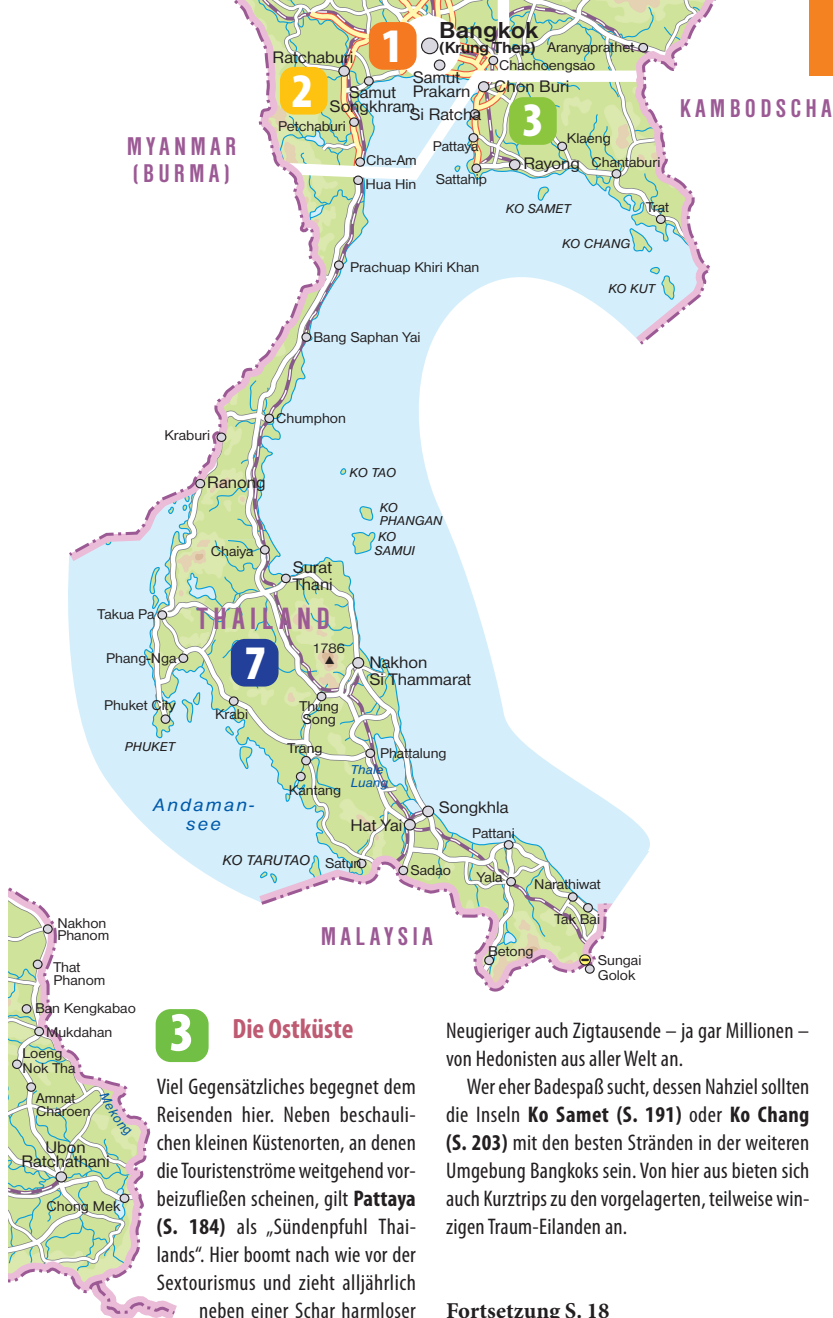 Bangkok
(Krung Thep)
Aranyaprathet
1
Ratchaburi
Chachoengsao
Samut
Prakarn
2
Samut
Songkhram
Chon Buri
KAMBODSCHA
Si Ratcha
3
Petchaburi
Klaeng
MYANMAR
(BURMA)
Pattaya
Cha-Am
Rayong
Chantaburi
Hua Hin
Sattahip
KO SAMET
Trat
KO CHANG
Prachuap Khiri Khan
KO KUT
Bang Saphan Yai
Chumphon
Kraburi
KO TAO
Ranong
KO
PHANGAN
KO
SAMUI
Chaiya
Surat
Thani
Takua Pa
THAILAND
1786
Phang-Nga
7
Nakhon
Si Thammarat
Phuket City
Krabi
Thung
Song
PHUKET
Trang
Phattalung
Thale
Luang
Kantang
Andaman-
see
Songkhla
Hat Yai
Pattani
KO TARUTAO
Satun
Sadao
Yala
Narathiwat
Tak Bai
MALAYSIA
Betong
Sungai
Golok
Nakhon
Phanom
That
Phanom
Ban Kengkabao
Mukdahan
Loeng
Nok Tha
Amnat
Charoen
Mekong
Ubon
Ratchathani
Chong Mek
3 Die Ostküste
Viel Gegensätzliches begegnet dem
Reisenden hier. Neben beschauli-
chen kleinen Küstenorten, an denen
die Touristenströme weitgehend vor-
beizufließen scheinen, gilt Pattaya
(S. 184) als „Sündenpfuhl Thai-
lands“. Hier boomt nach wie vor der
Sextourismus und zieht alljährlich
neben einer Schar harmloser
Neugieriger auch Zigtausende – ja gar Millionen –
von Hedonisten aus aller Welt an.
Wer eher Badespaß sucht, dessen Nahziel sollten
die Inseln Ko Samet (S. 191) oder Ko Chang
(S. 203) mit den besten Stränden in der weiteren
Umgebung Bangkoks sein. Von hier aus bieten sich
auch Kurztrips zu den vorgelagerten, teilweise win-
zigen Traum-Eilanden an.
Fortsetzung S. 18